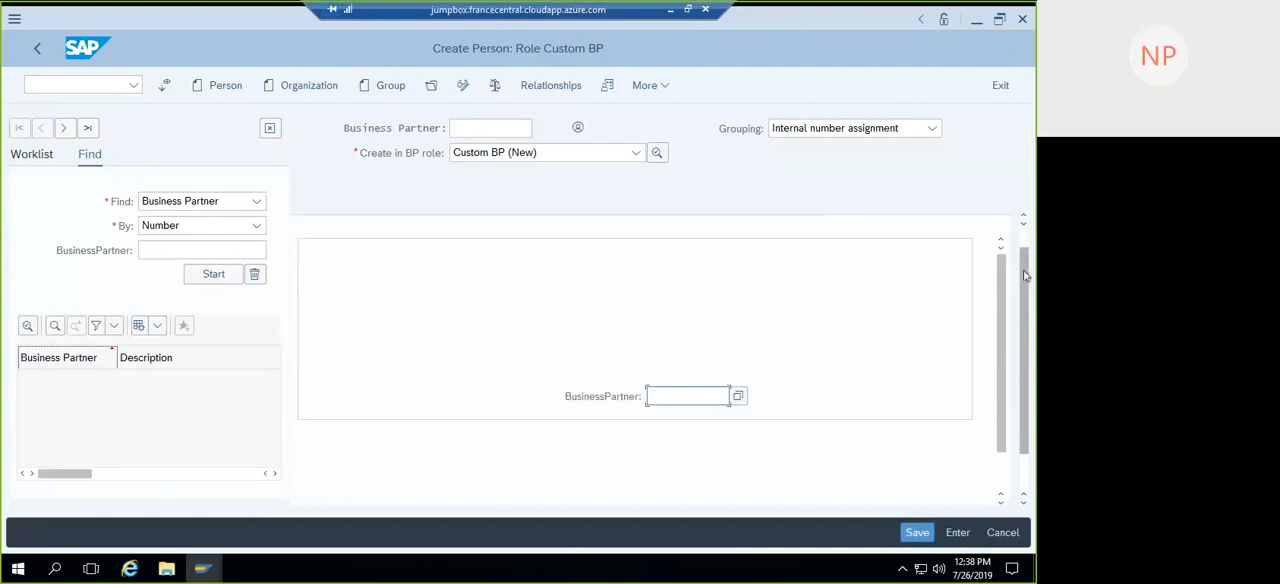 jumpbox.francecentral.cloudapp.azure.com
SAP
Create Person: Role Custom BP
NP
Person
Organization
Group
Relationships
More
Exit
Business Partner:
Grouping: Internal number assignment
Worklist
Find
* Create in BP role: Custom BP (New)
* Find: Business Partner
* By: Number
BusinessPartner:
Start
Business Partner
Description
BusinessPartner:
Save
Enter
Cancel
12:38 PM
7/26/2019